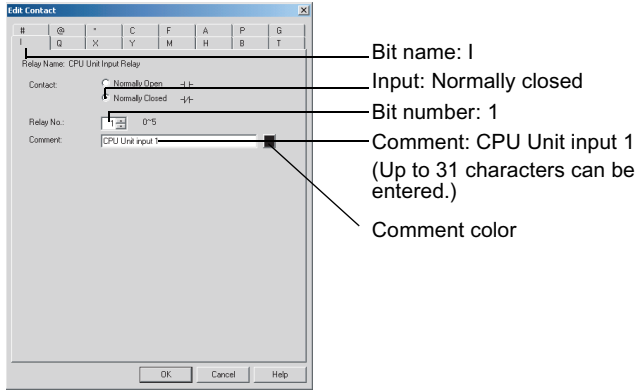 Edit Contact
# @ * C F A P G
I Q X Y M H B T
Relay Name: CPU Unit Input Relay
Contact: Normally Open
Normally Closed
Relay No.: 1 0~5
Comment: CPU Unit input 1
OK Cancel Help
Bit name: I
Input: Normally closed
Bit number: 1
Comment: CPU Unit input 1
(Up to 31 characters can be
entered.)
Comment color